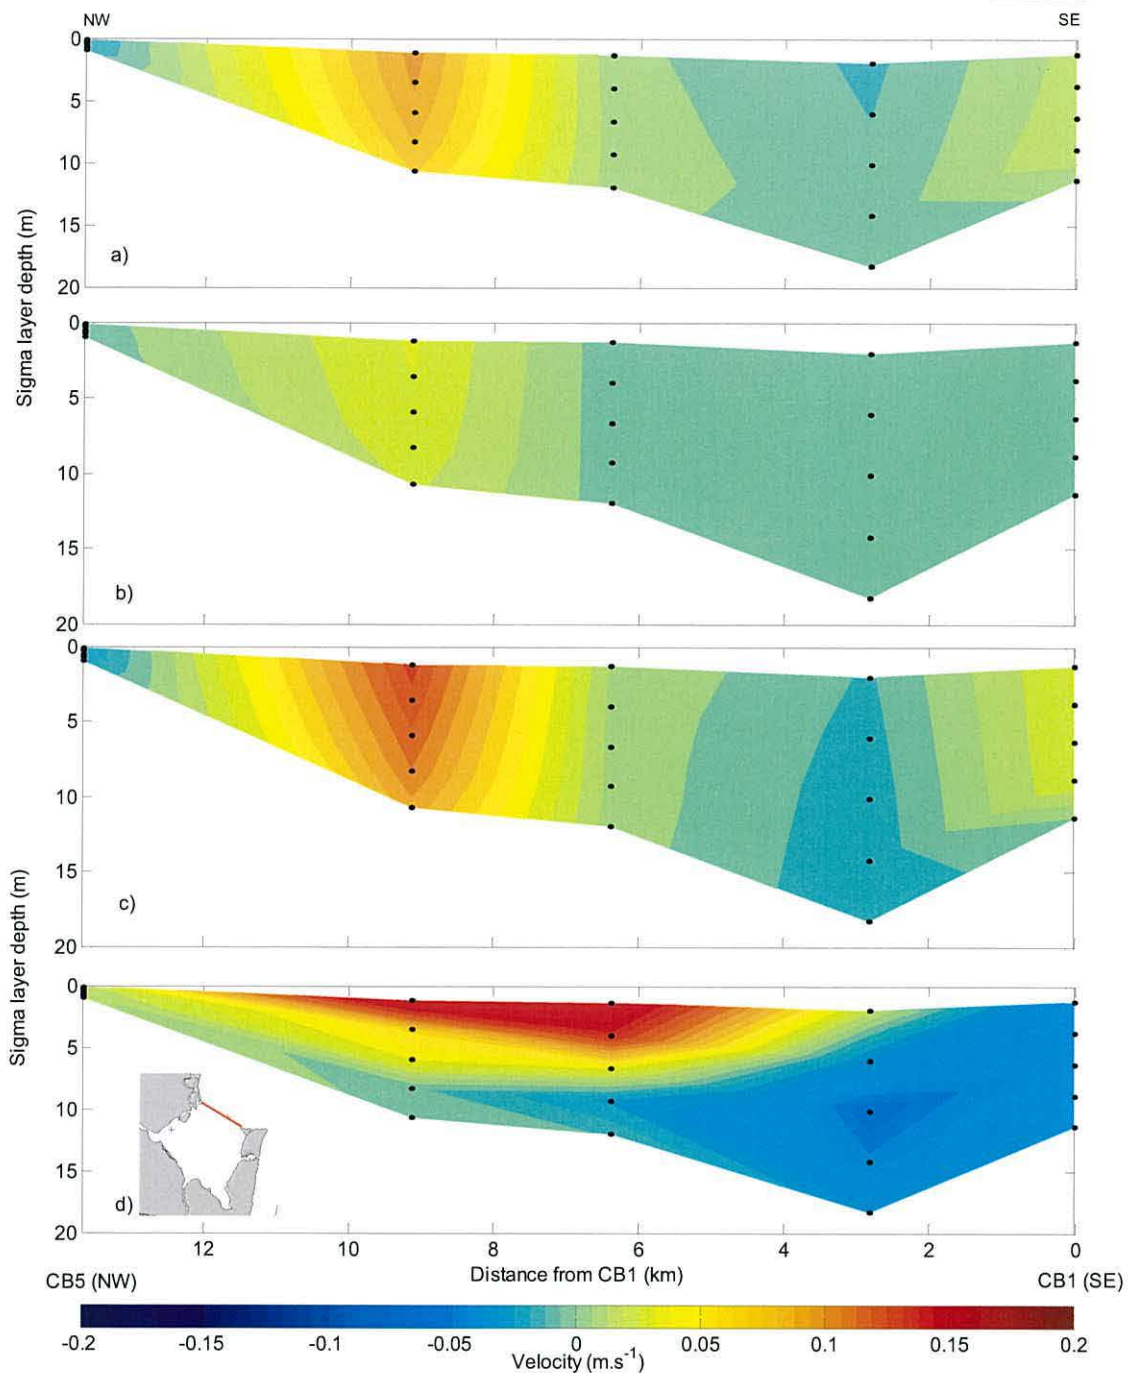 NW SE
0
5
10
15
20
a)
0
5
10
15
20
b)
Sigma layer depth (m)
0
5
10
15
20
c)
0
5
10
15
20
d)
Sigma layer depth (m)
12 10 8 6 4 2 0
CB5 (NW) Distance from CB1 (km) CB1 (SE)
-0.2 -0.15 -0.1 -0.05 0 0.05 0.1 0.15 0.2
Velocity (m.s⁻¹)